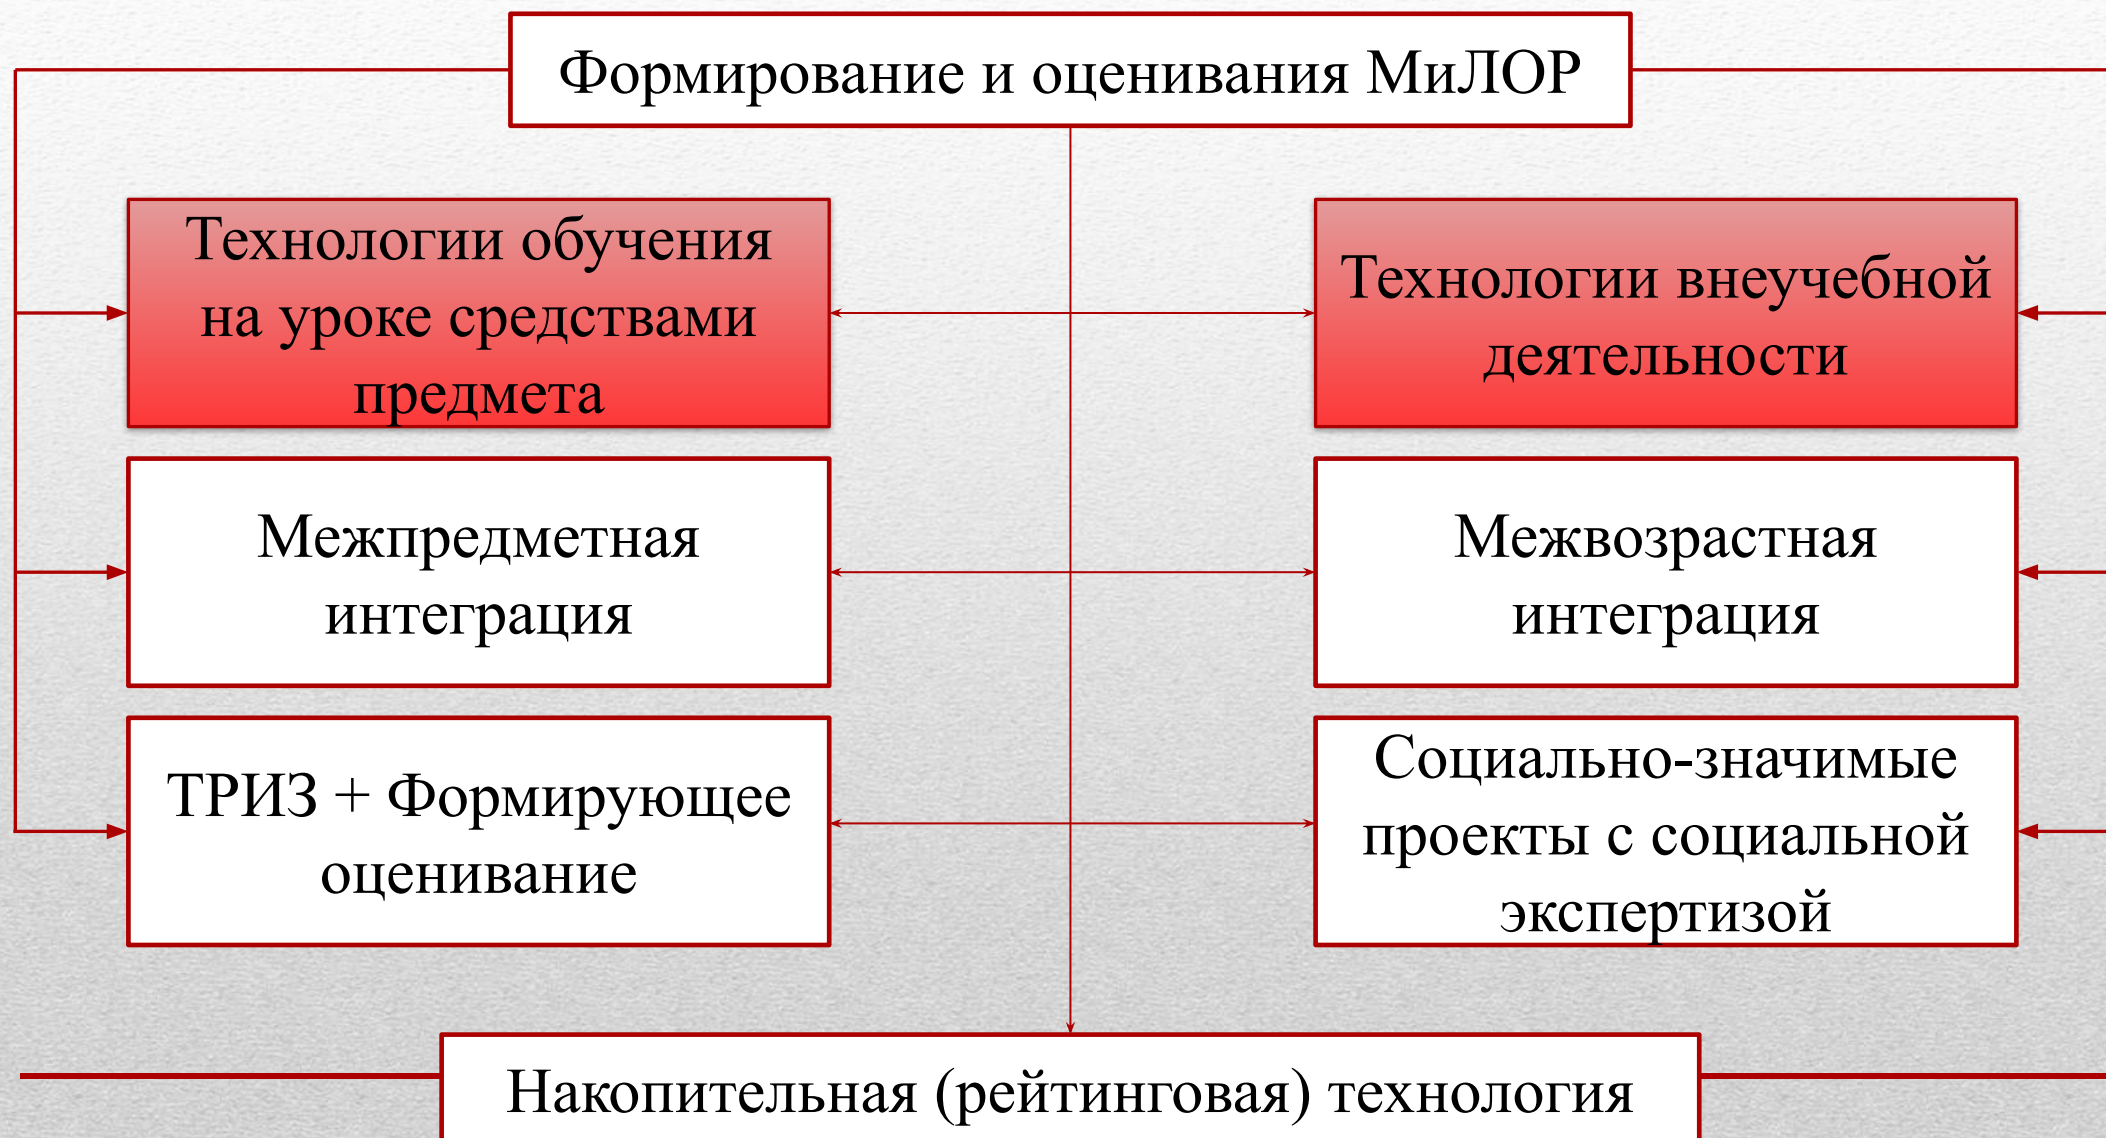 Формирование и оценивания МиЛОР
Технологии обучения
на уроке средствами
предмета
Технологии внеучебной
деятельности
Межпредметная
интеграция
Межвозрастная
интеграция
ТРИЗ + Формирующее
оценивание
Социально-значимые
проекты с социальной
экспертизой
Накопительная (рейтинговая) технология